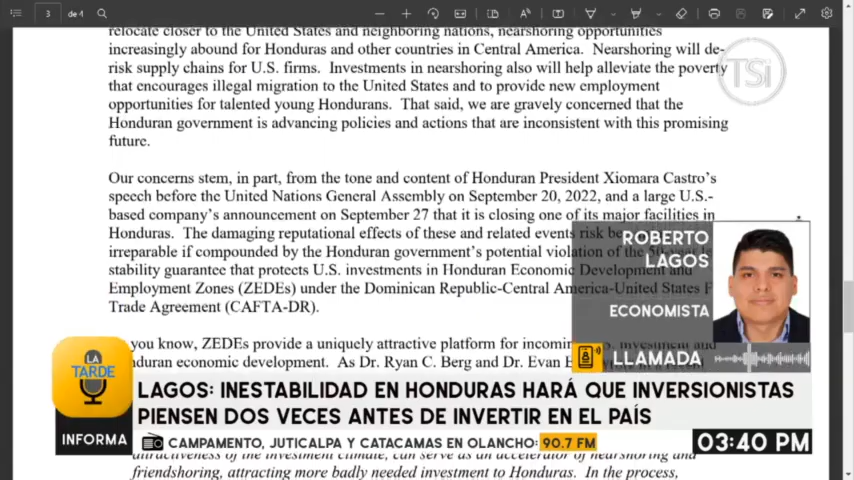 3 de 4
relocate closer to the United States and neighboring nations, nearshoring opportunities
increasingly abound for Honduras and other countries in Central America. Nearshoring will de-
risk supply chains for U.S. firms. Investments in nearshoring also will help alleviate the poverty
that encourages illegal migration to the United States and to provide new employment
opportunities for talented young Hondurans. That said, we are gravely concerned that the
Honduran government is advancing policies and actions that are inconsistent with this promising
future.
TSi
Our concerns stem, in part, from the tone and content of Honduran President Xiomara Castro's
speech before the United Nations General Assembly on September 20, 2022, and a large U.S.-
based company's announcement on September 27 that it is closing one of its major facilities in
Honduras. The damaging reputational effects of these and related events risk
irreparable if compounded by the Honduran government's potential violation of the
stability guarantee that protects U.S. investments in Honduran Economic Development and
Employment Zones (ZEDEs) under the Dominican Republic-Central America-United States F
Trade Agreement (CAFTA-DR).
you know, ZEDEs provide a uniquely attractive platform for incoming U.S. investment and
nduran economic development. As Dr. Ryan C. Berg and Dr. Evan E
ROBERTO
LAGOS
ECONOMISTA
LLAMADA
LA
TARDE
INFORMA
LAGOS: INESTABILIDAD EN HONDURAS HARÁ QUE INVERSIONISTAS
PIENSEN DOS VECES ANTES DE INVERTIR EN EL PAÍS
CAMPAMENTO, JUTICALPA Y CATACAMAS EN OLANCHO: 90.7 FM
03:40 PM
attractiveness of the investment climate, can serve as an accelerator of nearshoring and
friendshoring, attracting more badly needed investment to Honduras. In the process,